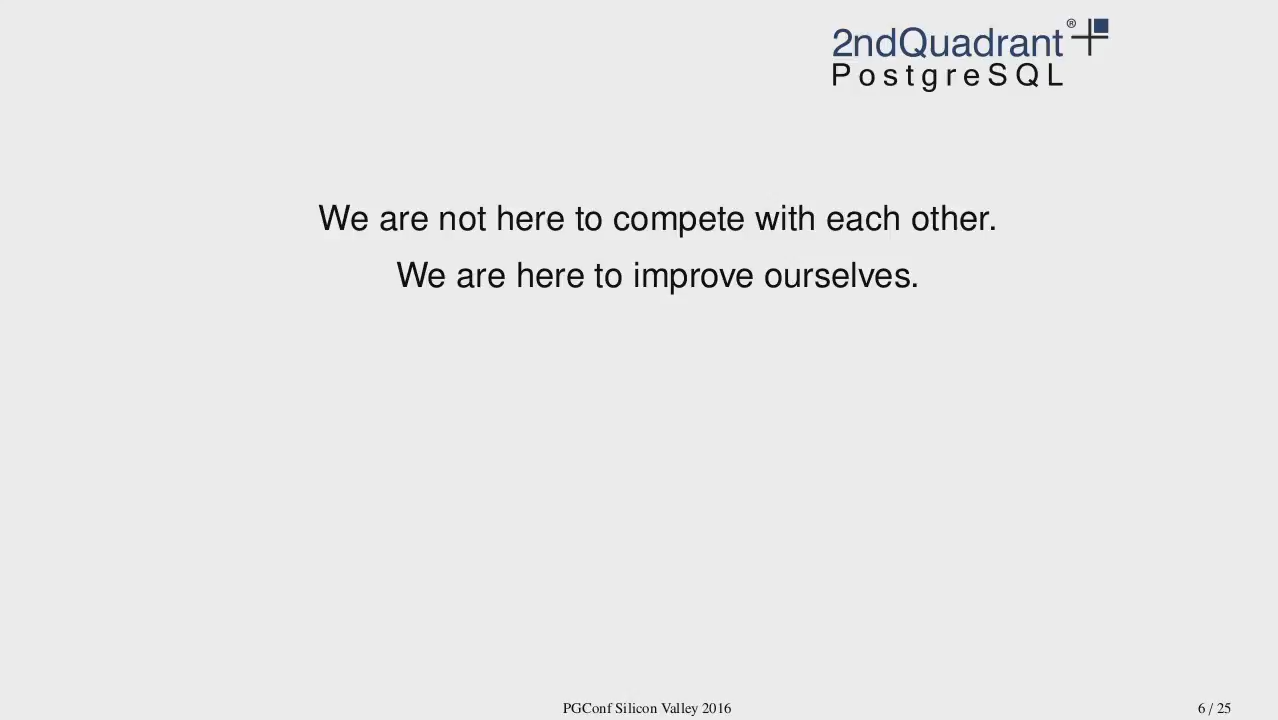 2ndQuadrant®
PostgreSQL
We are not here to compete with each other.
We are here to improve ourselves.
PGConf Silicon Valley 2016
6 / 25